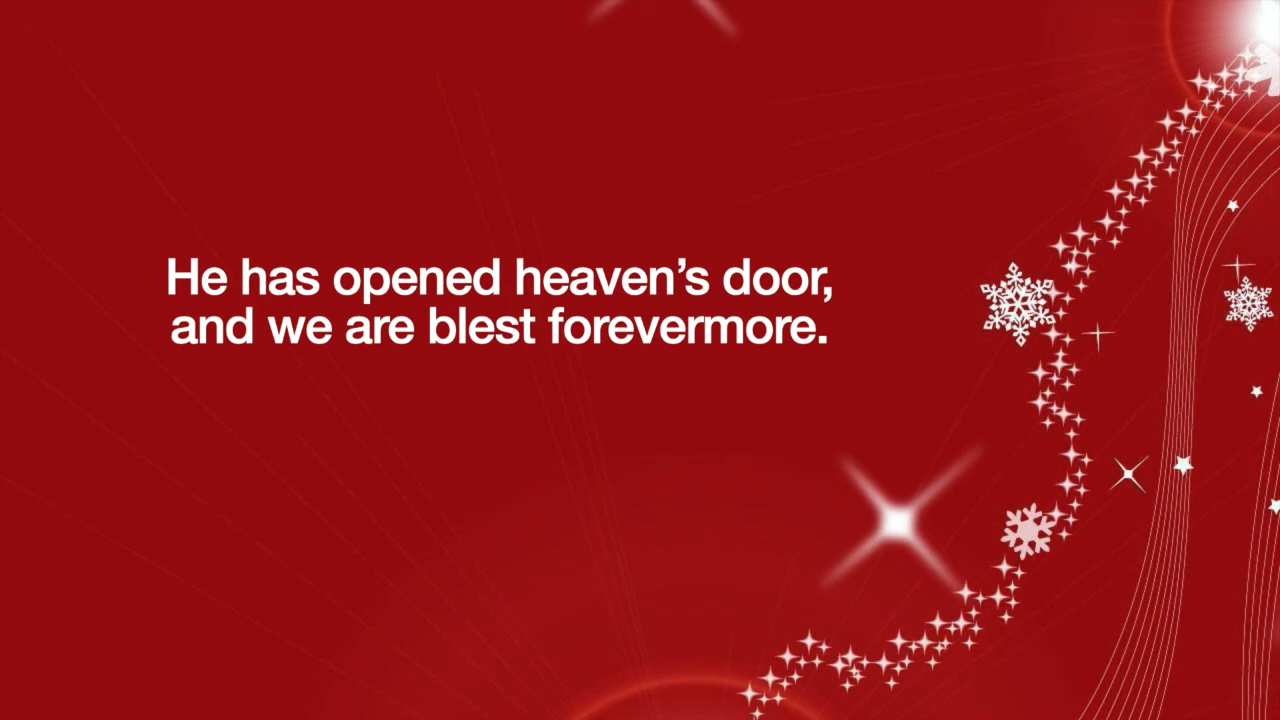 He has opened heaven’s door,
and we are blest forevermore.